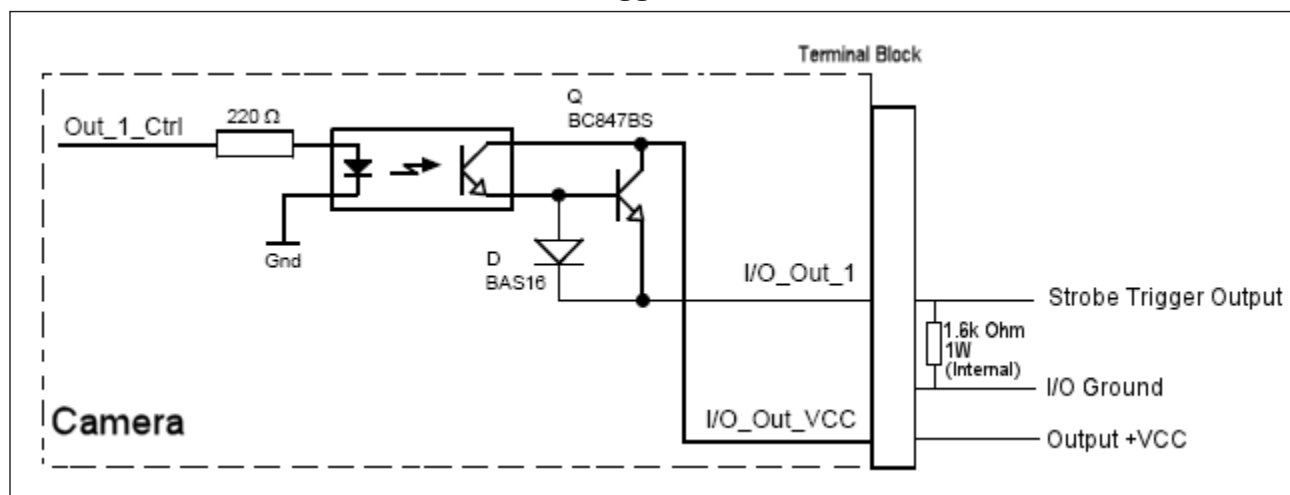 Terminal Block
Q
BC847BS
Out_1_Ctrl
220 Ω
Gnd
D
BAS16
I/O_Out_1
Strobe Trigger Output
1.6k Ohm
1W
(Internal)
I/O Ground
Camera
I/O_Out_VCC
Output +VCC